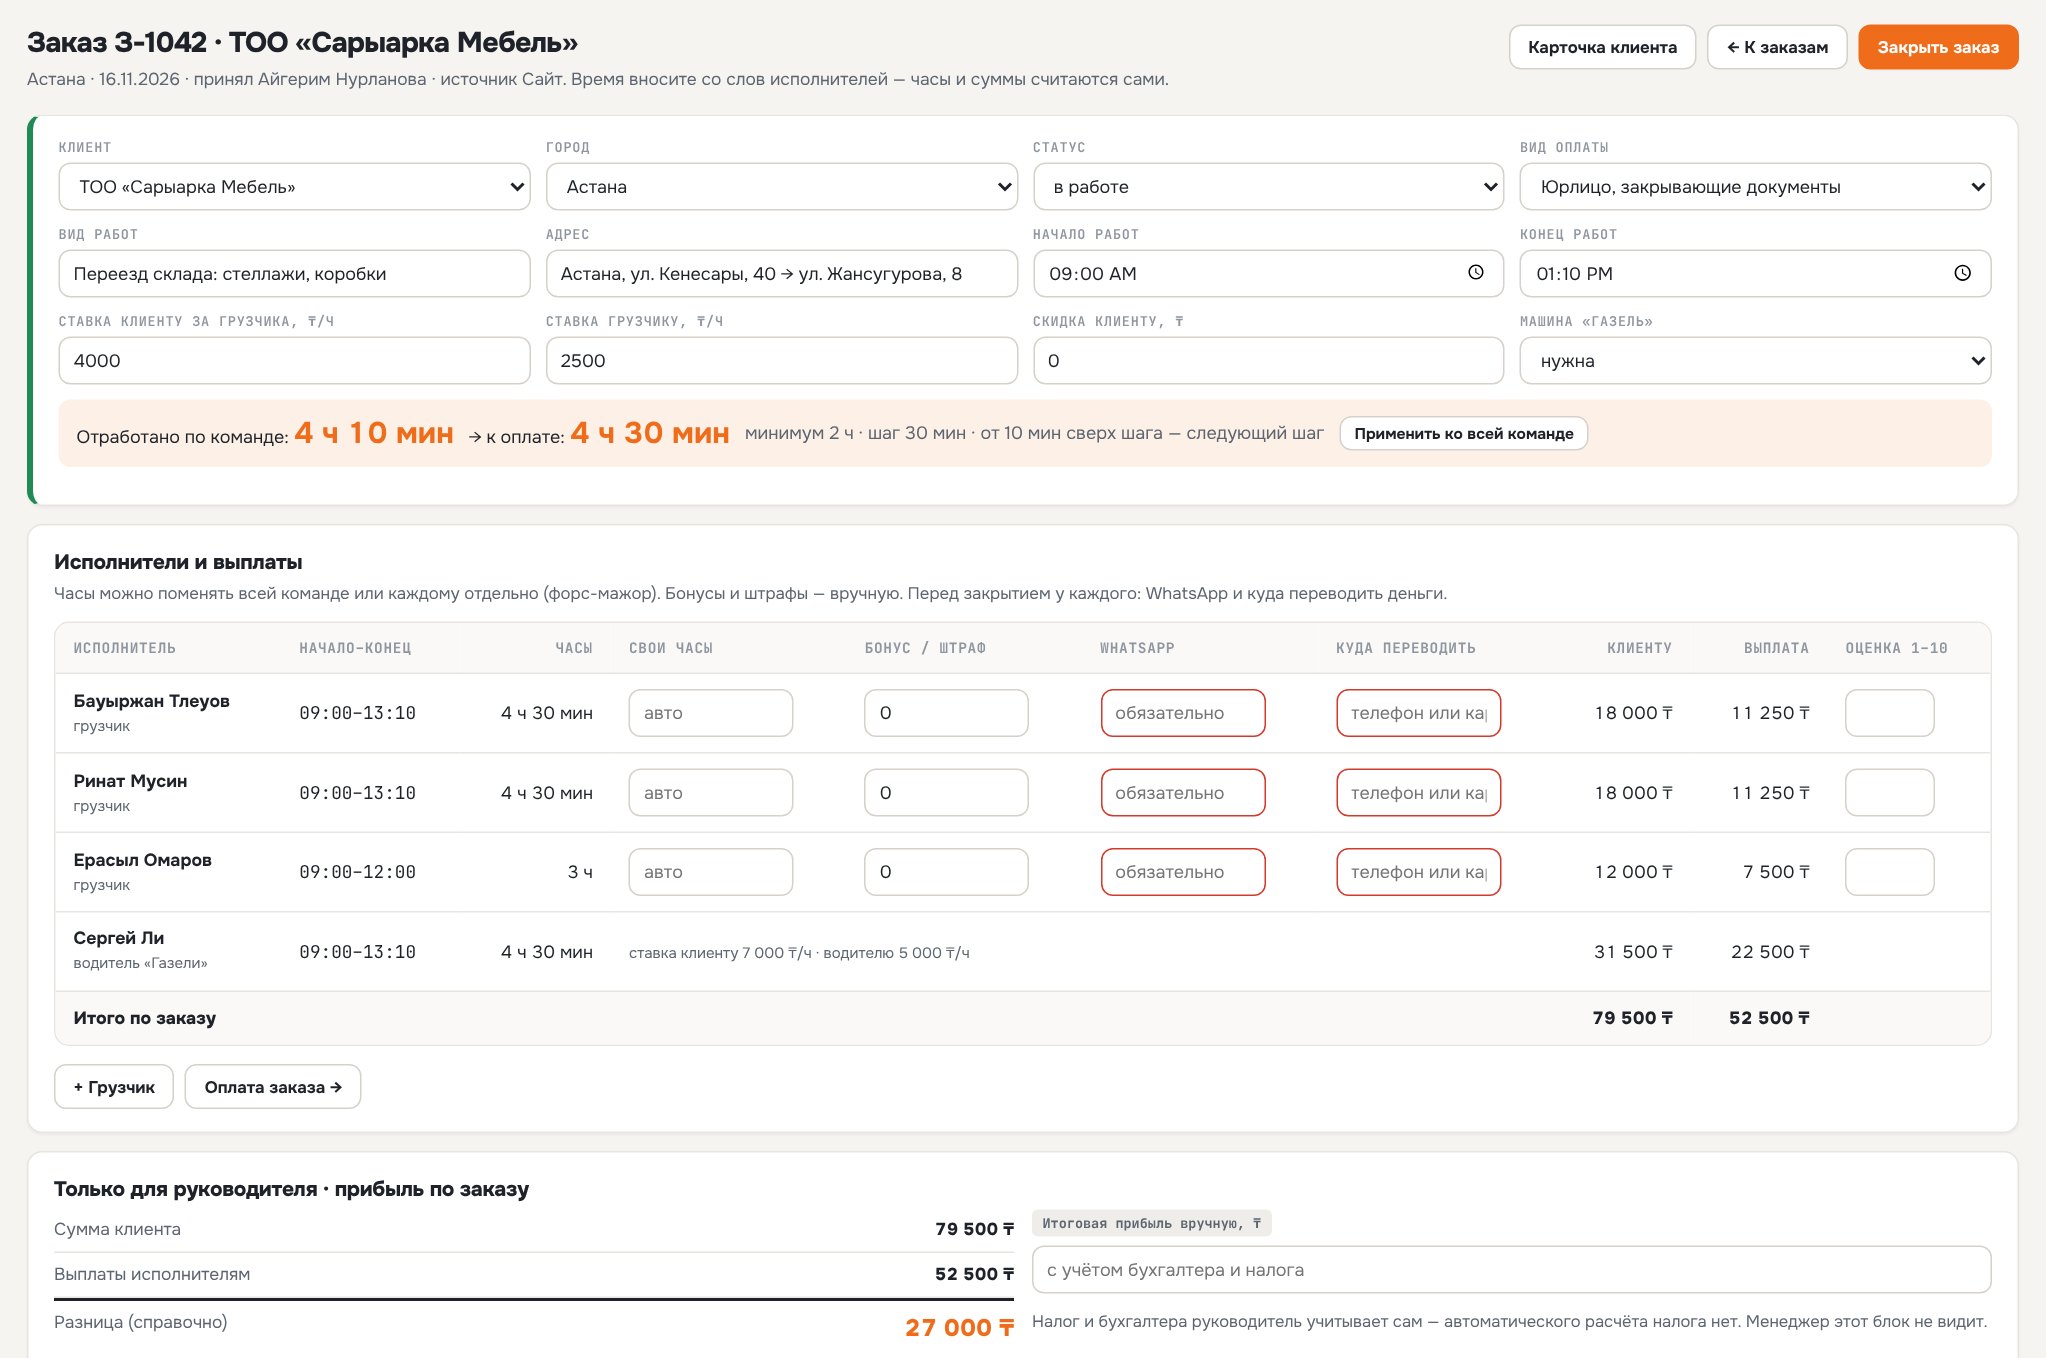 Заказ З-1042 · ТОО «Сарыарка Мебель»
Карточка клиента
← К заказам
Закрыть заказ
Астана · 16.11.2026 · принял Айгерим Нурланова · источник Сайт. Время вносите со слов исполнителей — часы и суммы считаются сами.
КЛИЕНТ ГОРОД СТАТУС ВИД ОПЛАТЫ
ТОО «Сарыарка Мебель» Астана в работе Юрлицо, закрывающие документы
ВИД РАБОТ АДРЕС НАЧАЛО РАБОТ КОНЕЦ РАБОТ
Переезд склада: стеллажи, коробки Астана, ул. Кенесары, 40 → ул. Жансугурова, 8 09:00 AM 01:10 PM
СТАВКА КЛИЕНТУ ЗА ГРУЗЧИКА, ₸/Ч СТАВКА ГРУЗЧИКУ, ₸/Ч СКИДКА КЛИЕНТУ, ₸ МАШИНА «ГАЗЕЛЬ»
4000 2500 0 нужна
Отработано по команде: 4 ч 10 мин → к оплате: 4 ч 30 мин минимум 2 ч · шаг 30 мин · от 10 мин сверх шага — следующий шаг Применить ко всей команде
Исполнители и выплаты
Часы можно поменять всей команде или каждому отдельно (форс-мажор). Бонусы и штрафы — вручную. Перед закрытием у каждого: WhatsApp и куда переводить деньги.
ИСПОЛНИТЕЛЬ НАЧАЛО–КОНЕЦ ЧАСЫ СВОИ ЧАСЫ БОНУС / ШТРАФ WHATSAPP КУДА ПЕРЕВОДИТЬ КЛИЕНТУ ВЫПЛАТА ОЦЕНКА 1–10
Бауыржан Тлеуов
грузчик
09:00–13:10 4 ч 30 мин авто 0 обязательно телефон или ка 18 000 ₸ 11 250 ₸
Ринат Мусин
грузчик
09:00–13:10 4 ч 30 мин авто 0 обязательно телефон или ка 18 000 ₸ 11 250 ₸
Ерасыл Омаров
грузчик
09:00–12:00 3 ч авто 0 обязательно телефон или ка 12 000 ₸ 7 500 ₸
Сергей Ли
водитель «Газели»
09:00–13:10 4 ч 30 мин ставка клиенту 7 000 ₸/ч · водителю 5 000 ₸/ч 31 500 ₸ 22 500 ₸
Итого по заказу 79 500 ₸ 52 500 ₸
+ Грузчик
Оплата заказа →
Только для руководителя · прибыль по заказу
Сумма клиента 79 500 ₸
Выплаты исполнителям 52 500 ₸
Разница (справочно) 27 000 ₸
Итоговая прибыль вручную, ₸
с учётом бухгалтера и налога
Налог и бухгалтера руководитель учитывает сам — автоматического расчёта налога нет. Менеджер этот блок не видит.